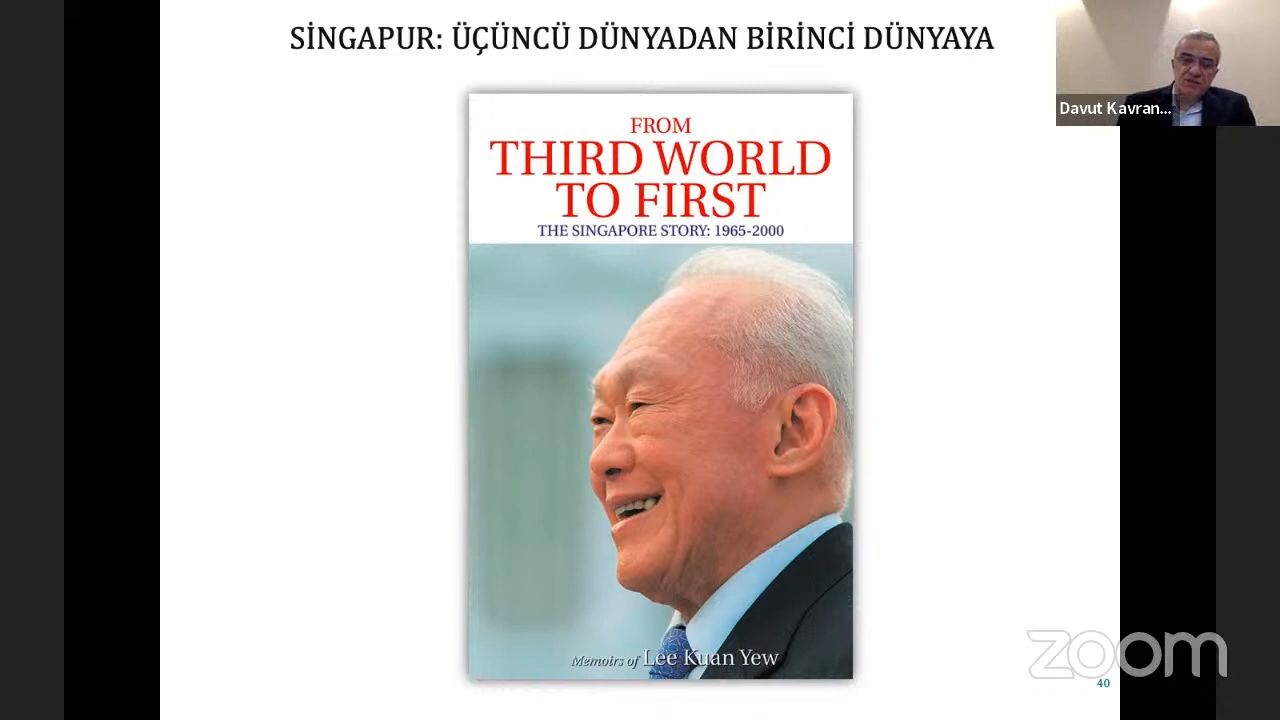 SİNGAPUR: ÜÇÜNCÜ DÜNYADAN BİRİNCİ DÜNYAYA
Davut Kavran...
FROM
THIRD WORLD
TO FIRST
THE SINGAPORE STORY: 1965-2000
Memoirs of Lee Kuan Yew
zoom
40